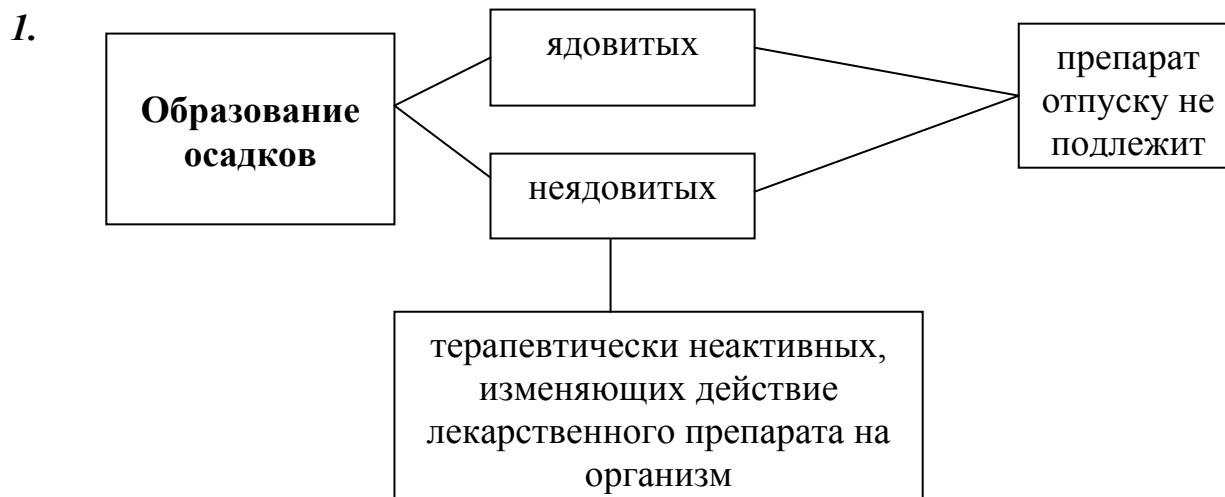 1.
Образование
осадков
ядовитых
неядовитых
препарат
отпуску не
подлежит
терапевтически неактивных,
изменяющих действие
лекарственного препарата на
организм